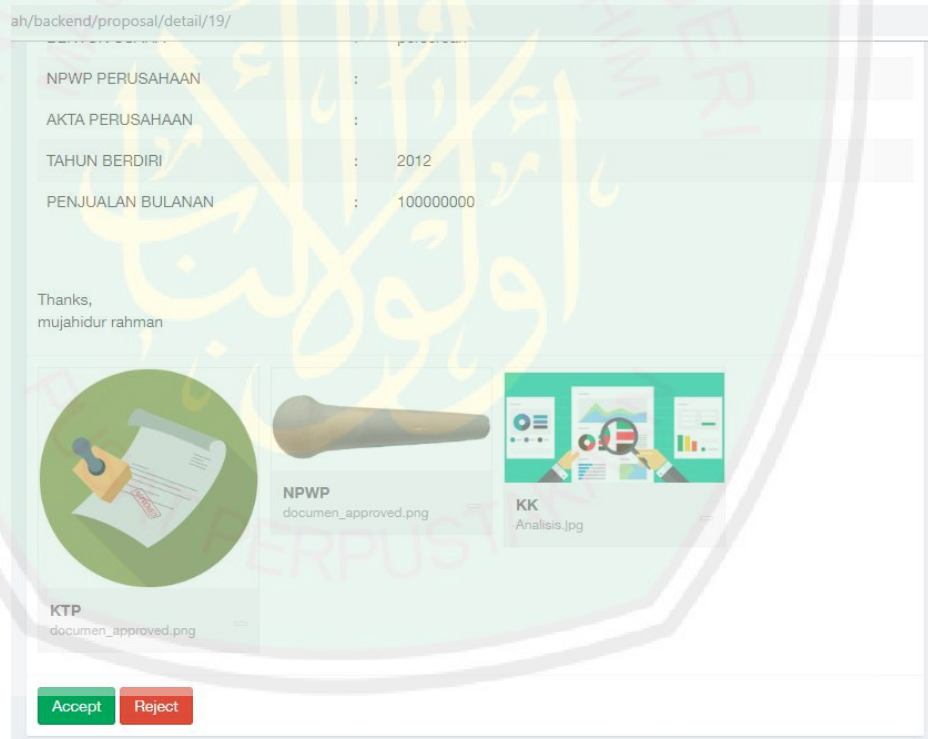 ah/backend/proposal/detail/19/
NPWP PERUSAHAAN :
AKTA PERUSAHAAN :
TAHUN BERDIRI : 2012
PENJUALAN BULANAN : 100000000
Thanks,
mujahidur rahman
NPWP
documen_approved.png
KK
Analisis.jpg
KTP
documen_approved.png
Accept Reject